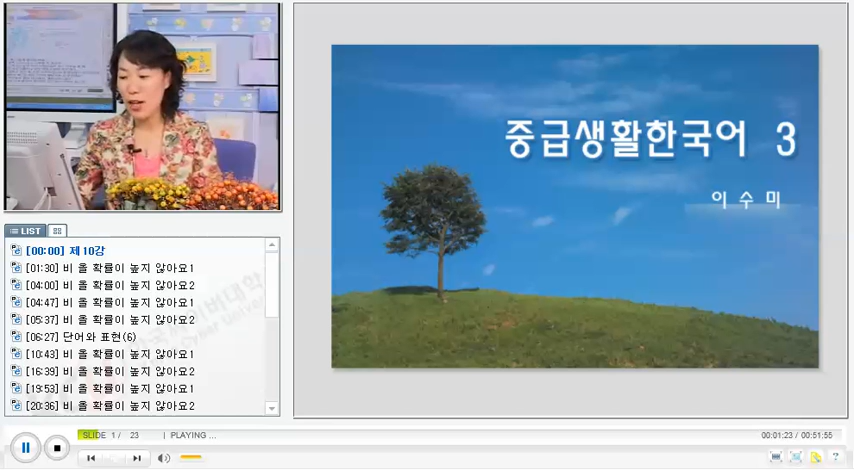 중급생활한국어 3
이 수 미
LIST
[00:00] 제 10강
[01:30] 비 올 확률이 높지 않아요1
[04:00] 비 올 확률이 높지 않아요2
[04:47] 비 올 확률이 높지 않아요1
[05:37] 비 올 확률이 높지 않아요2
[06:27] 단어와 표현(6)
[10:43] 비 올 확률이 높지 않아요1
[16:39] 비 올 확률이 높지 않아요2
[19:53] 비 올 확률이 높지 않아요1
[20:36] 비 올 확률이 높지 않아요2
SLIDE 1 / 23 | PLAYING ...
00:01:23 / 00:51:55